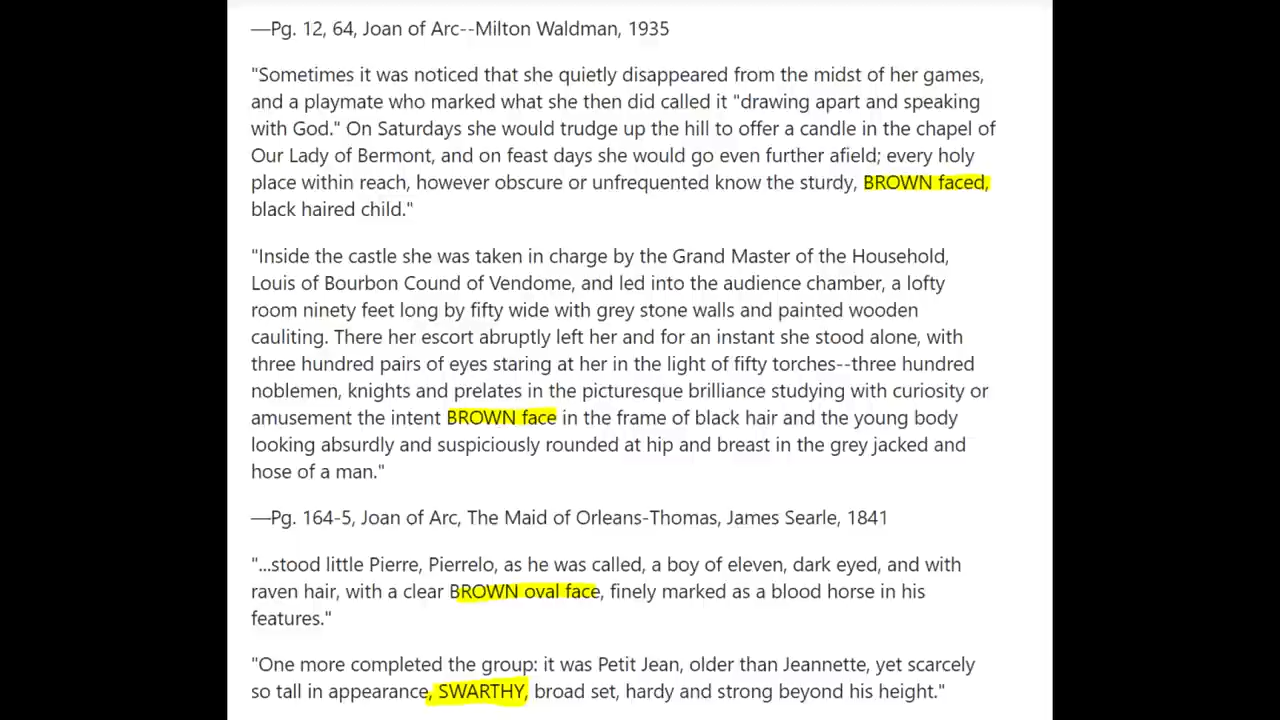 —Pg. 12, 64, Joan of Arc--Milton Waldman, 1935
"Sometimes it was noticed that she quietly disappeared from the midst of her games,
and a playmate who marked what she then did called it "drawing apart and speaking
with God." On Saturdays she would trudge up the hill to offer a candle in the chapel of
Our Lady of Bermont, and on feast days she would go even further afield; every holy
place within reach, however obscure or unfrequented know the sturdy, BROWN faced,
black haired child."
"Inside the castle she was taken in charge by the Grand Master of the Household,
Louis of Bourbon Cound of Vendome, and led into the audience chamber, a lofty
room ninety feet long by fifty wide with grey stone walls and painted wooden
cauliting. There her escort abruptly left her and for an instant she stood alone, with
three hundred pairs of eyes staring at her in the light of fifty torches--three hundred
noblemen, knights and prelates in the picturesque brilliance studying with curiosity or
amusement the intent BROWN face in the frame of black hair and the young body
looking absurdly and suspiciously rounded at hip and breast in the grey jacked and
hose of a man."
—Pg. 164-5, Joan of Arc, The Maid of Orleans-Thomas, James Searle, 1841
"...stood little Pierre, Pierrelo, as he was called, a boy of eleven, dark eyed, and with
raven hair, with a clear BROWN oval face, finely marked as a blood horse in his
features."
"One more completed the group: it was Petit Jean, older than Jeannette, yet scarcely
so tall in appearance, SWARTHY, broad set, hardy and strong beyond his height."